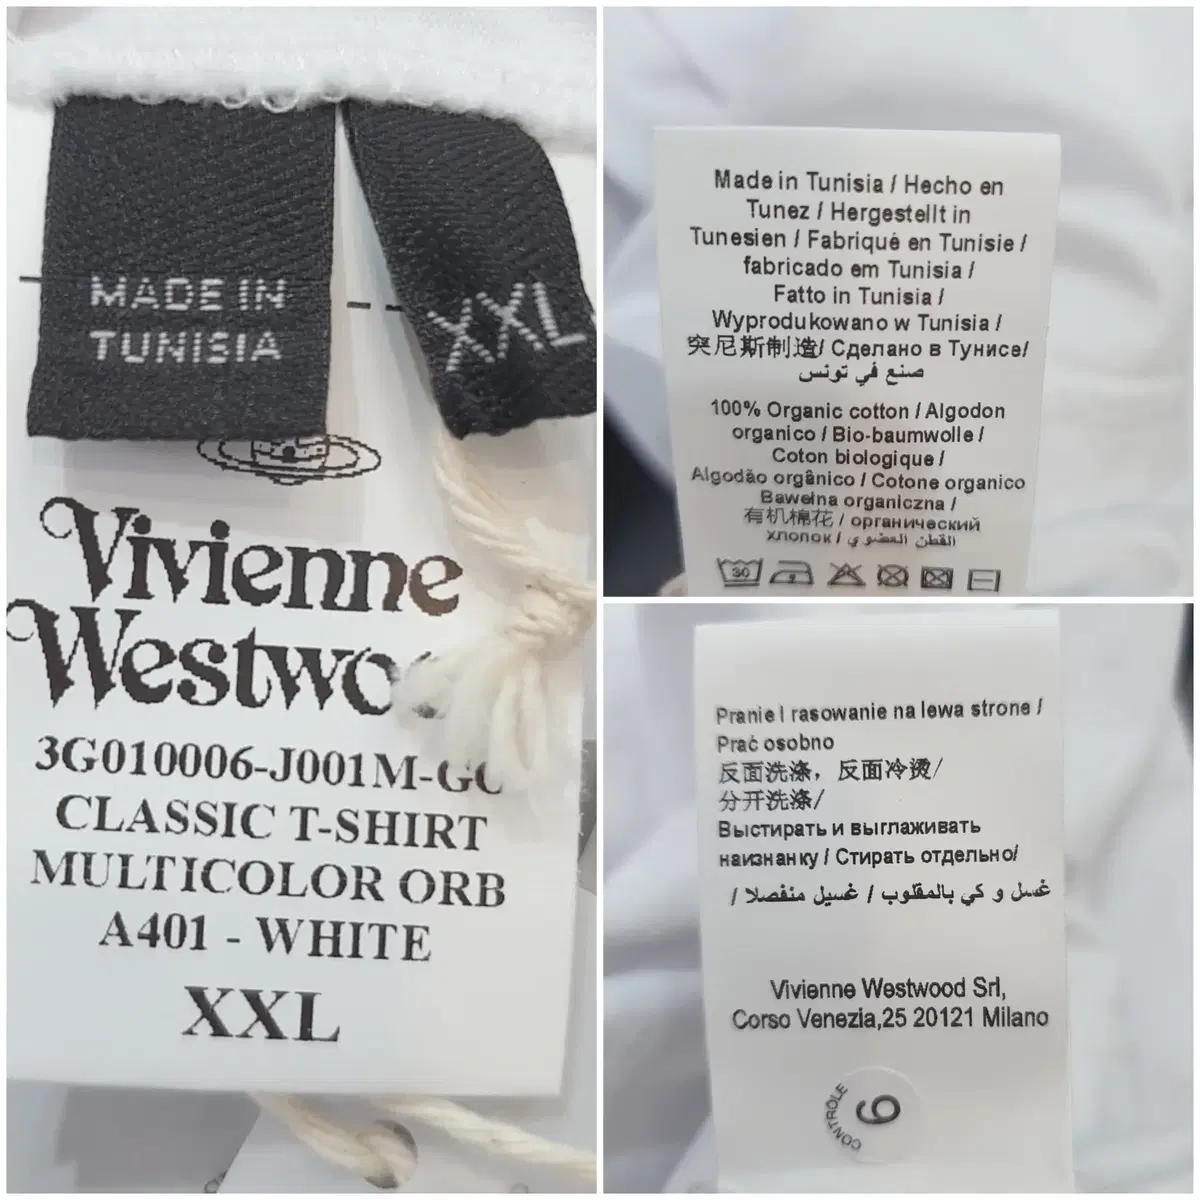 MADE IN
TUNISIA
XXL
Vivienne
3G010006-J001M-
CLASSIC T-SHIRT
MULTICOLOR ORB
A401 - WHITE
XXL
Made in Tunisia / Hecho en
Tunez / Hergestellt in
Tunesien / Fabriqué en Tunisie /
fabricado em Tunisia /
Fatto in Tunisia /
Wyprodukowano w Tunisia /
突尼斯制造/ Сделано в Тунисе/
صنع في تونس
100% Organic cotton / Algodon
organico / Bio-baumwolle /
Coton biologique /
Algodão orgânico / Cotone organico
Bawełna organiczna /
有机棉花 / органический
хлопок / القطن العضوي
30
Pranie I rasowanie na lewa strone /
Prać osobno
反面洗涤，反面冷烫/
分开洗涤/
Выстирать и выглаживать
наизнанку / Стирать отдельно/
غسل و كي بالمقلوب / غسيل منفصلا /
Vivienne Westwood Srl,
Corso Venezia,25 20121 Milano
CONTRÔLE
9